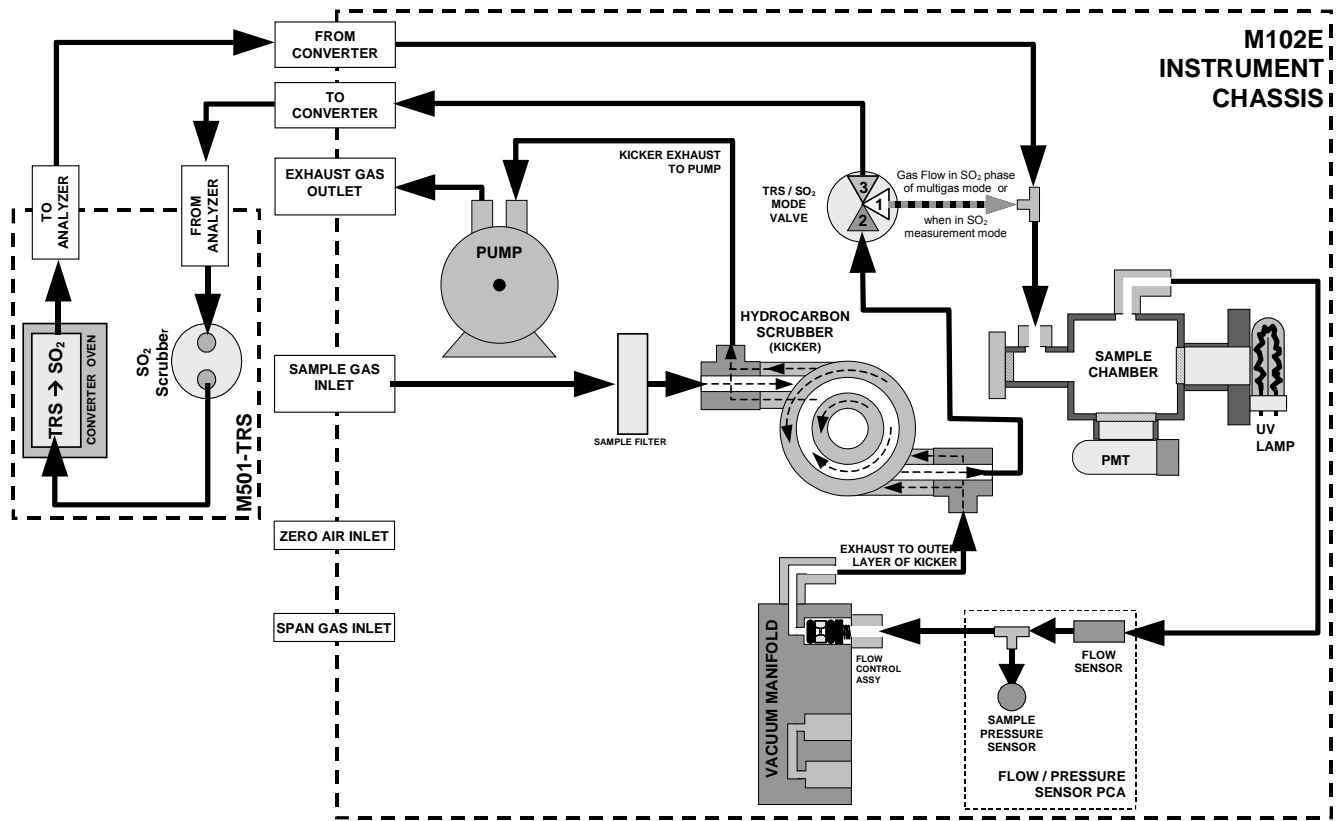 M102E
INSTRUMENT
CHASSIS
FROM
CONVERTER
TO
CONVERTER
EXHAUST GAS
OUTLET
KICKER EXHAUST
TO PUMP
PUMP
TRS / SO₂
MODE
VALVE
3
1
2
Gas Flow in SO₂ phase
of multigas mode or
when in SO₂
measurement mode
TO
ANALYZER
FROM
ANALYZER
TRS → SO₂
CONVERTER OVEN
SO₂
Scrubber
M501-TRS
SAMPLE GAS
INLET
SAMPLE FILTER
HYDROCARBON
SCRUBBER
(KICKER)
SAMPLE
CHAMBER
UV
LAMP
PMT
ZERO AIR INLET
SPAN GAS INLET
EXHAUST TO OUTER
LAYER OF KICKER
VACUUM MANIFOLD
FLOW
CONTROL
ASSY
FLOW
SENSOR
SAMPLE
PRESSURE
SENSOR
FLOW / PRESSURE
SENSOR PCA